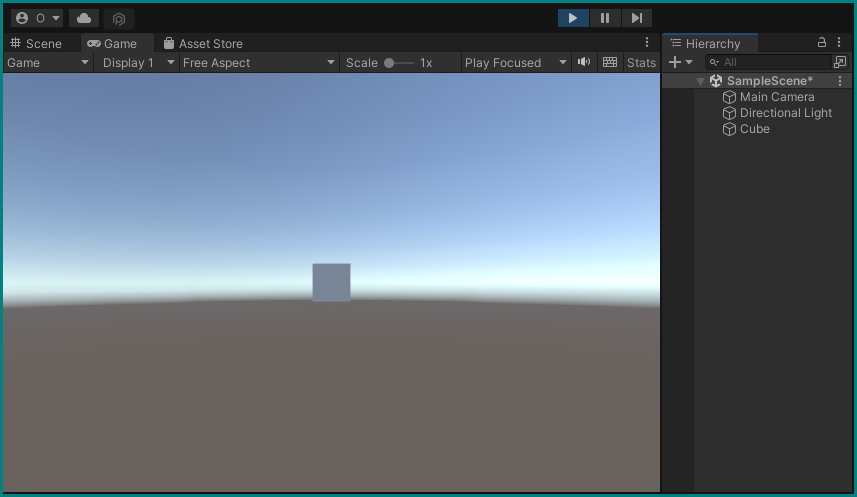 O
Scene Game Asset Store
Game Display 1 Free Aspect Scale 1x Play Focused Stats
Hierarchy
All
SampleScene*
Main Camera
Directional Light
Cube